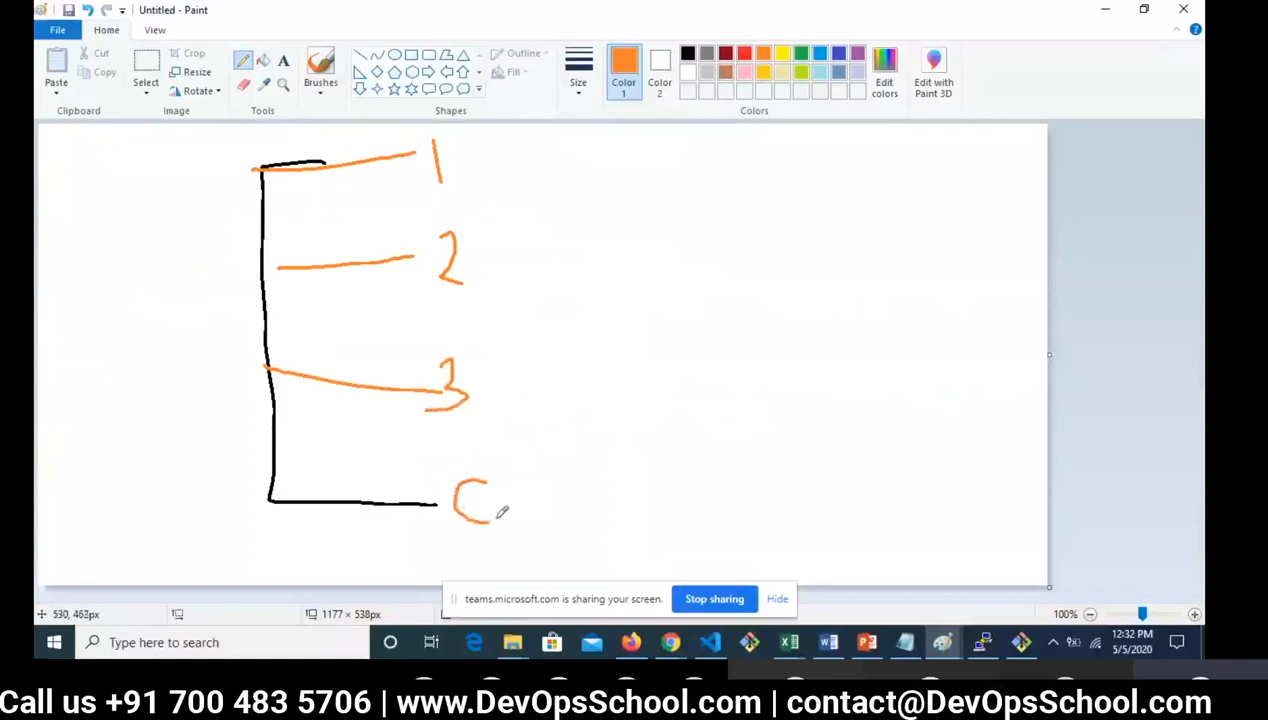 Untitled - Paint
File Home View
Paste
Cut
Copy
Clipboard
Select
Crop
Resize
Rotate
Image
A
Tools
Brushes
Outline
Fill
Shapes
Size
Color 1
Color 2
Edit colors
Colors
Edit with Paint 3D
1
2
3
C
teams.microsoft.com is sharing your screen. Stop sharing Hide
1177 × 538px
100%
Type here to search
12:32 PM
5/5/2020
Call us +91 700 483 5706 | www.DevOpsSchool.com | contact@DevOpsSchool.com